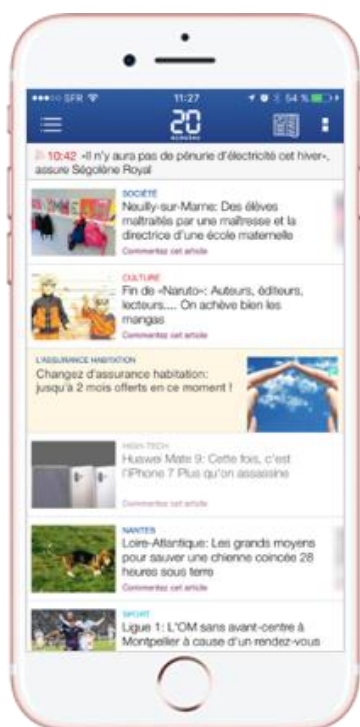 SFR 11:27 54 %
20
MINUTES
10:42 «Il n'y aura pas de pénurie d'électricité cet hiver»,
assure Ségolène Royal
SOCIÉTÉ
Neuilly-sur-Marne: Des élèves
maltraités par une maîtresse et la
directrice d'une école maternelle
Commentez cet article
CULTURE
Fin de «Naruto»: Auteurs, éditeurs,
lecteurs.... On achève bien les
mangas
Commentez cet article
L'ASSURANCE HABITATION
Changez d'assurance habitation:
jusqu'à 2 mois offerts en ce moment !
HIGH-TECH
Huawei Mate 9: Cette fois, c'est
l'iPhone 7 Plus qu'on assassine
Commentez cet article
NANTES
Loire-Atlantique: Les grands moyens
pour sauver une chienne coincée 28
heures sous terre
Commentez cet article
SPORT
Ligue 1: L'OM sans avant-centre à
Montpellier à cause d'un rendez-vous